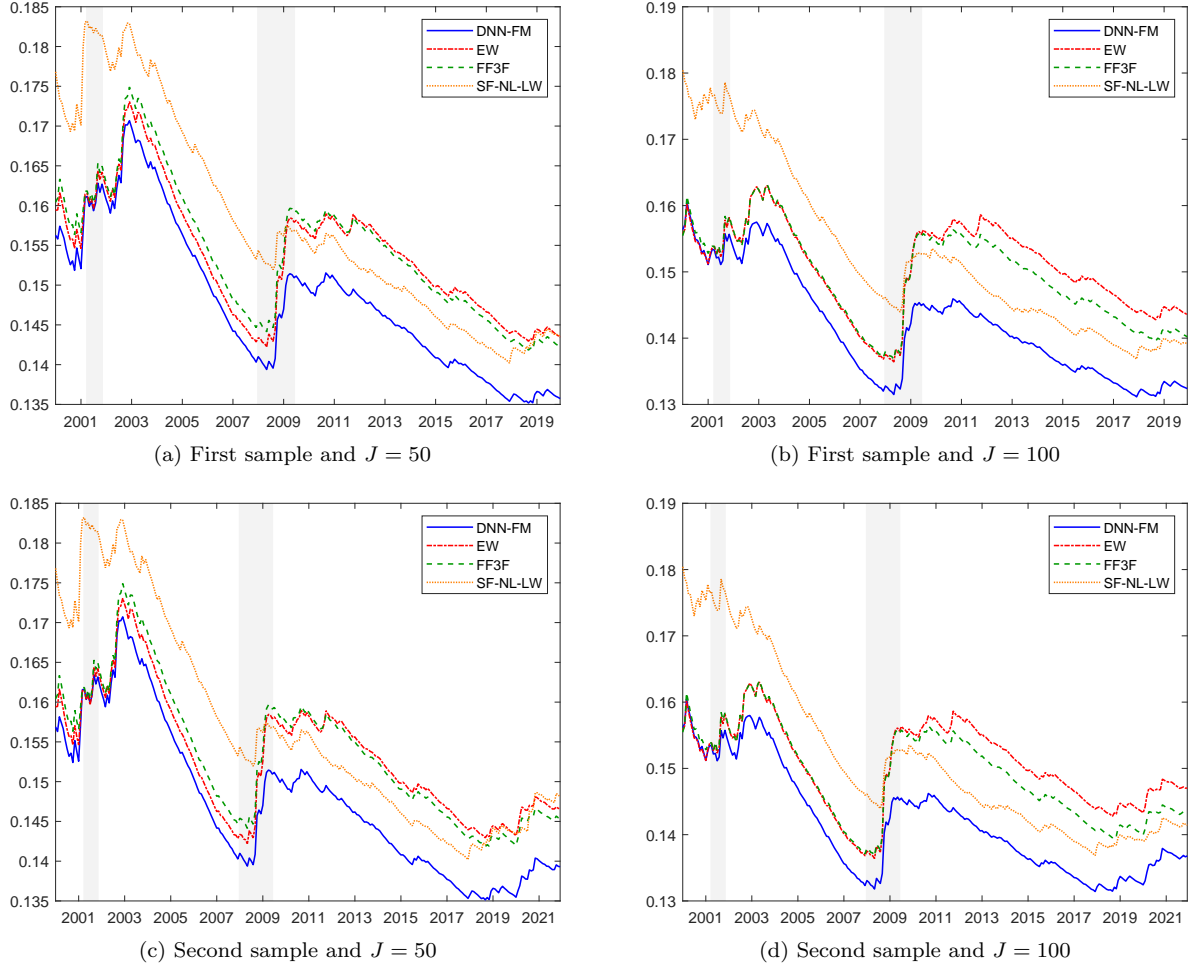 0.185
0.18
0.175
0.17
0.165
0.16
0.155
0.15
0.145
0.14
0.135
2001 2003 2005 2007 2009 2011 2013 2015 2017 2019
DNN-FM
EW
FF3F
SF-NL-LW
(a) First sample and J = 50
0.19
0.18
0.17
0.16
0.15
0.14
0.13
2001 2003 2005 2007 2009 2011 2013 2015 2017 2019
DNN-FM
EW
FF3F
SF-NL-LW
(b) First sample and J = 100
0.185
0.18
0.175
0.17
0.165
0.16
0.155
0.15
0.145
0.14
0.135
2001 2003 2005 2007 2009 2011 2013 2015 2017 2019 2021
DNN-FM
EW
FF3F
SF-NL-LW
(c) Second sample and J = 50
0.19
0.18
0.17
0.16
0.15
0.14
0.13
2001 2003 2005 2007 2009 2011 2013 2015 2017 2019 2021
DNN-FM
EW
FF3F
SF-NL-LW
(d) Second sample and J = 100